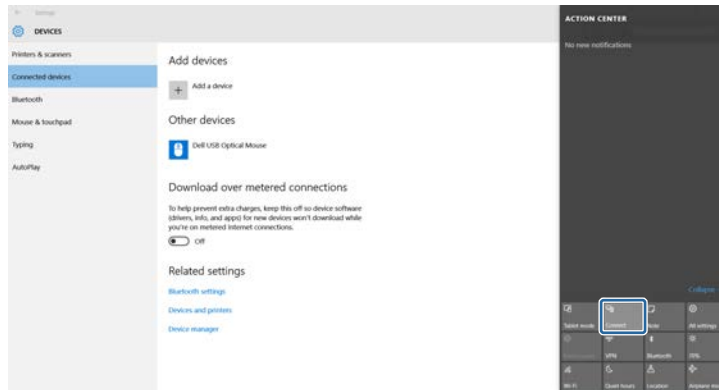 Settings
DEVICES
Printers & scanners
Connected devices
Bluetooth
Mouse & touchpad
Typing
AutoPlay
Add devices
Add a device
Other devices
Dell USB Optical Mouse
Download over metered connections
To help prevent extra charges, keep this off so device software
(drivers, info, and apps) for new devices won't download while
you're on metered Internet connections.
Off
Related settings
Bluetooth settings
Devices and printers
Device manager
ACTION CENTER
No new notifications
Collapse
Tablet mode
Connect
Note
All settings
VPN
Bluetooth
70%
Wi-Fi
Quiet hours
Location
Airplane mo